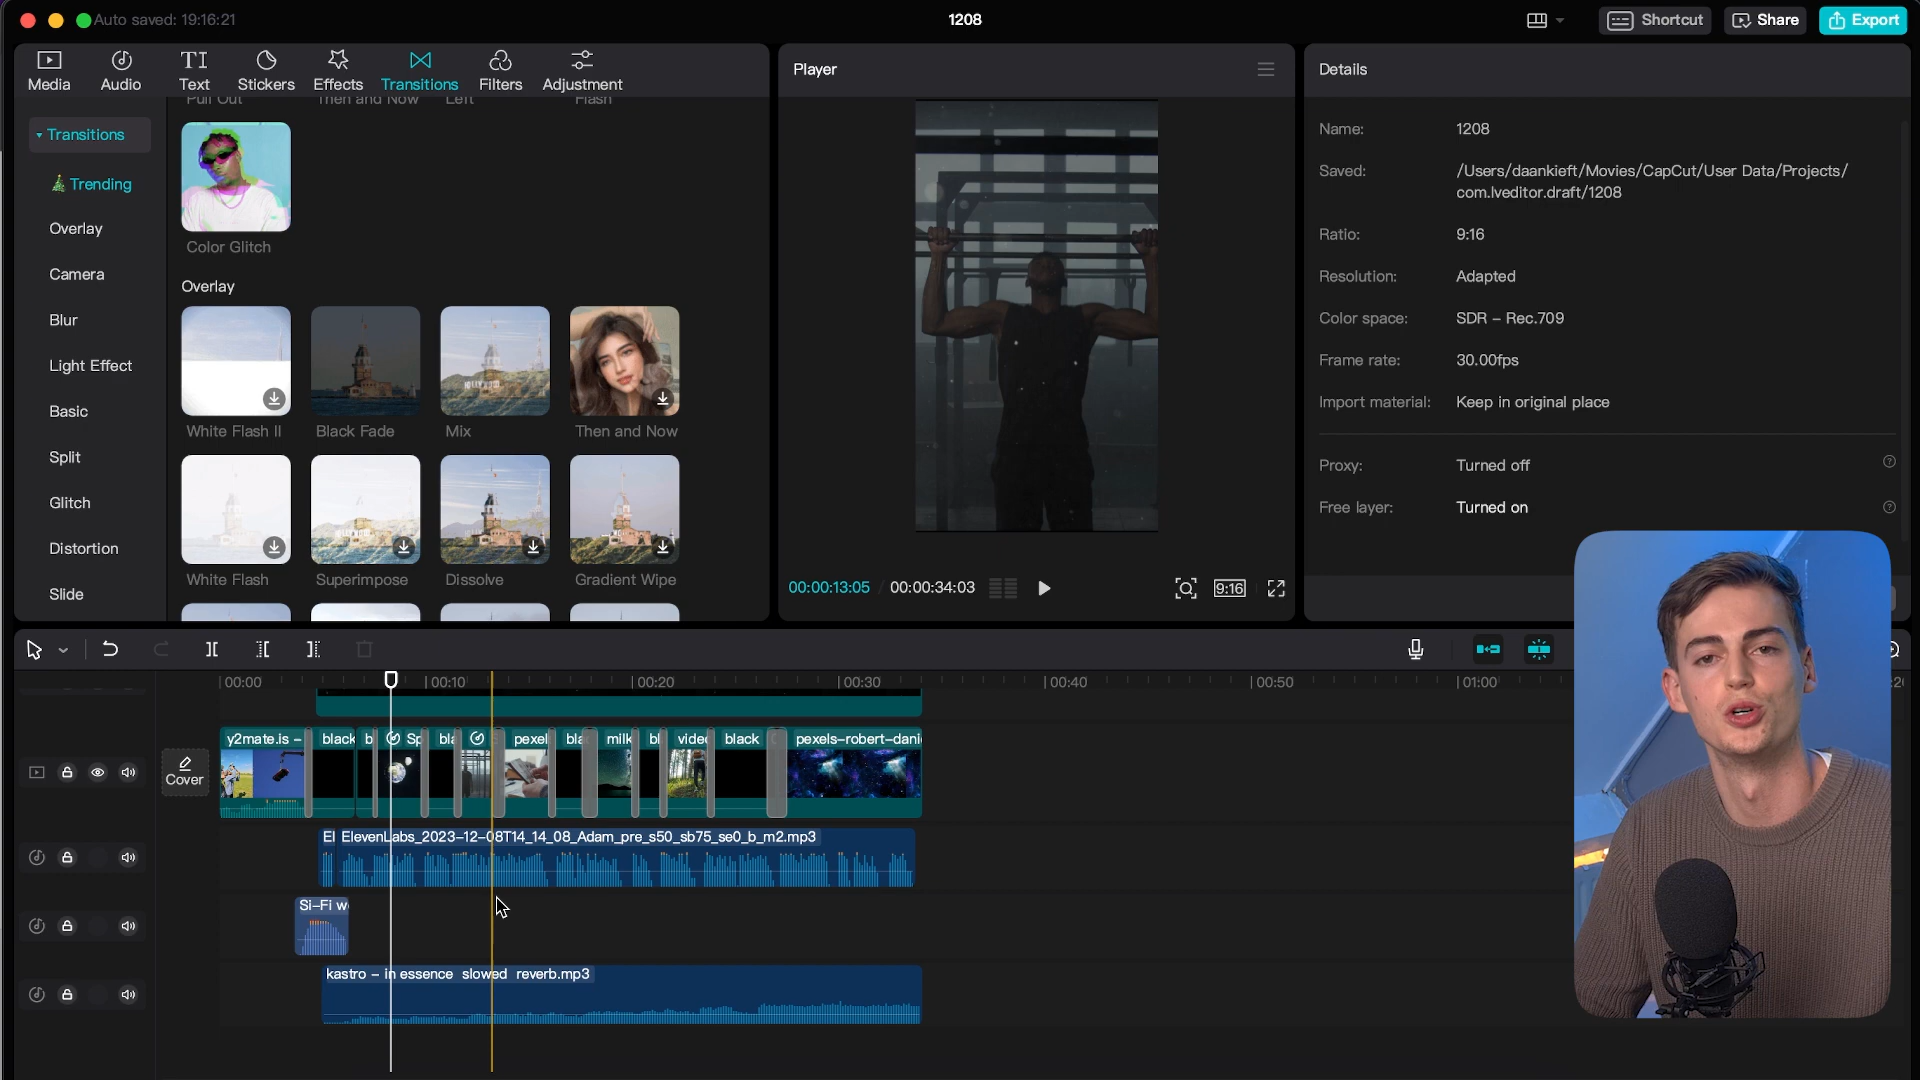 Auto saved: 19:16:21
1208
Shortcut
Share
Export
Media
Audio
TI
Text
Stickers
Effects
Transitions
Filters
Adjustment
Player
Details
Pull Out
Then and Now
Left
Flash
Transitions
Trending
Overlay
Camera
Blur
Light Effect
Basic
Split
Glitch
Distortion
Slide
Color Glitch
Overlay
HOLLYWOOD
White Flash II
Black Fade
Mix
Then and Now
White Flash
Superimpose
Dissolve
Gradient Wipe
00:00:13:05 / 00:00:34:03
9:16
Name: 1208
Saved: /Users/daankieft/Movies/CapCut/User Data/Projects/
com.lveditor.draft/1208
Ratio: 9:16
Resolution: Adapted
Color space: SDR – Rec.709
Frame rate: 30.00fps
Import material: Keep in original place
Proxy: Turned off
Free layer: Turned on
00:00
00:10
00:20
00:30
00:40
00:50
01:00
Cover
y2mate.is –
black
b
Sp
bla
pexel
bla
milk
bl
video
black
pexels–robert–dani
El
ElevenLabs_2023–12–08T14_14_08_Adam_pre_s50_sb75_se0_b_m2.mp3
Si–Fi w
kastro – in essence slowed reverb.mp3